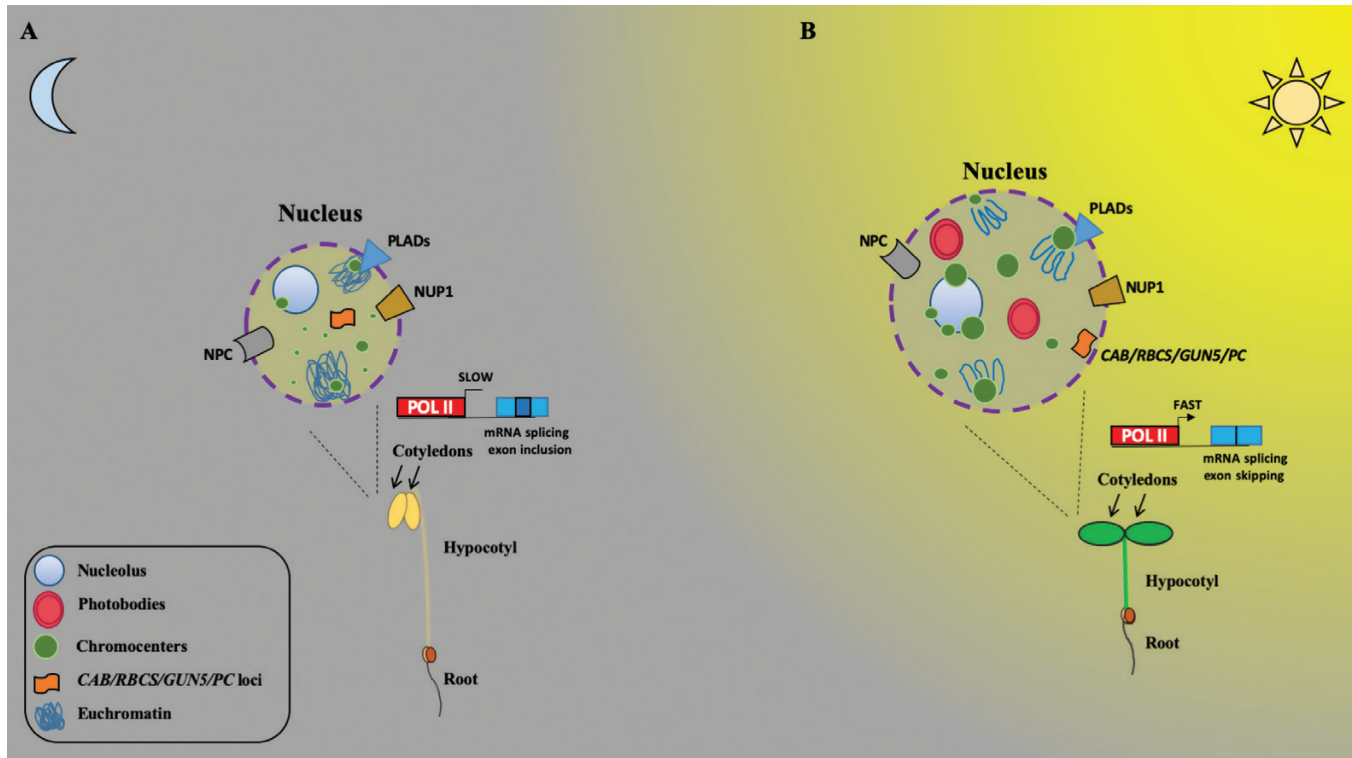 A
Nucleus
PLADs
NUP1
NPC
SLOW
POL II
mRNA splicing
exon inclusion
Cotyledons
Hypocotyl
Root
Nucleolus
Photobodies
Chromocenters
CAB/RBCS/GUN5/PC loci
Euchromatin
B
Nucleus
PLADs
NPC
NUP1
CAB/RBCS/GUN5/PC
FAST
POL II
mRNA splicing
exon skipping
Cotyledons
Hypocotyl
Root